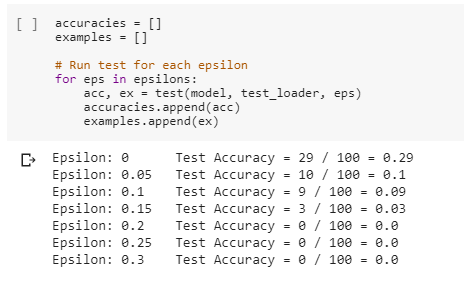 [ ] accuracies = []
examples = []
# Run test for each epsilon
for eps in epsilons:
acc, ex = test(model, test_loader, eps)
accuracies.append(acc)
examples.append(ex)
Epsilon: 0 Test Accuracy = 29 / 100 = 0.29
Epsilon: 0.05 Test Accuracy = 10 / 100 = 0.1
Epsilon: 0.1 Test Accuracy = 9 / 100 = 0.09
Epsilon: 0.15 Test Accuracy = 3 / 100 = 0.03
Epsilon: 0.2 Test Accuracy = 0 / 100 = 0.0
Epsilon: 0.25 Test Accuracy = 0 / 100 = 0.0
Epsilon: 0.3 Test Accuracy = 0 / 100 = 0.0